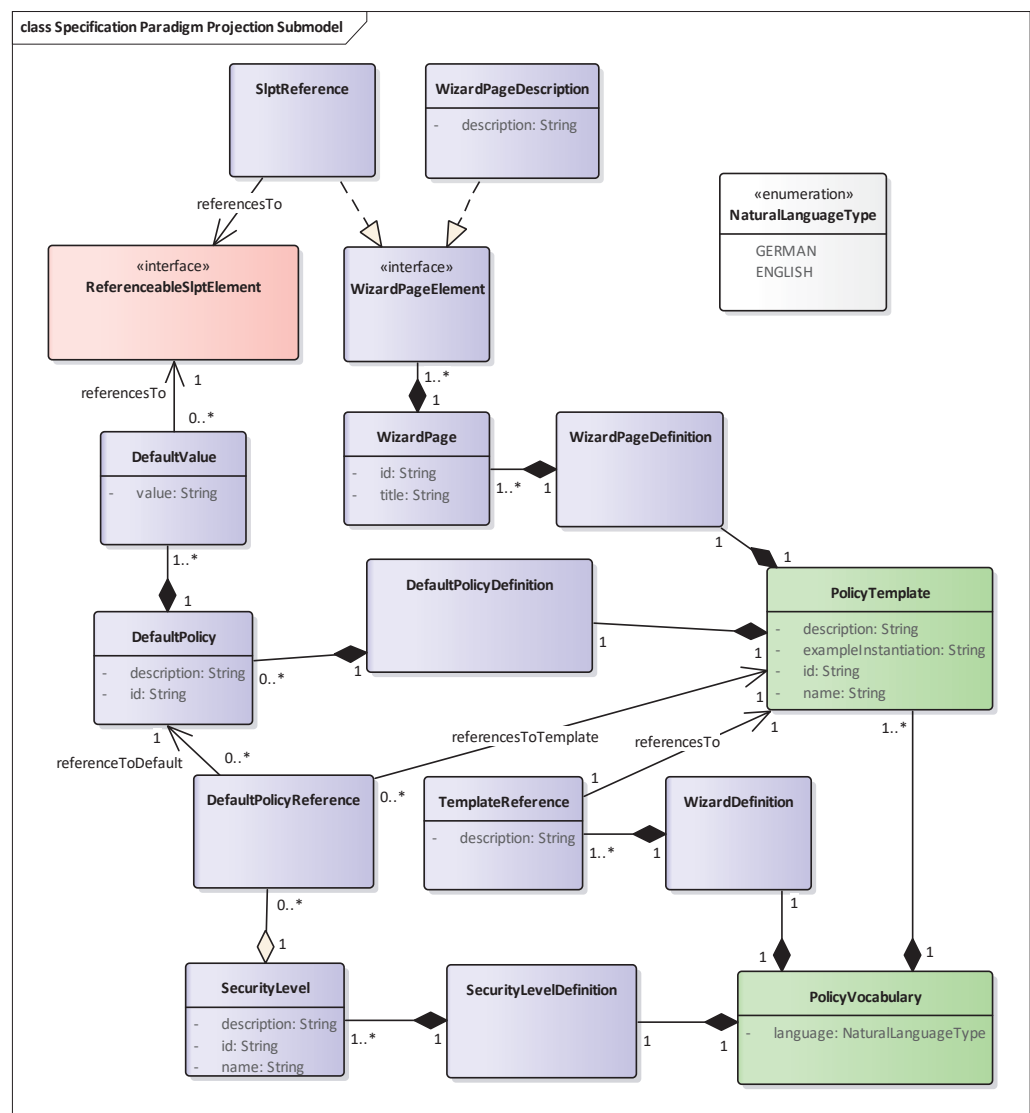 class Specification Paradigm Projection Submodel
SlptReference
WizardPageDescription
- description: String
«enumeration»
NaturalLanguageType
GERMAN
ENGLISH
referencesTo
«interface»
ReferenceableSlptElement
«interface»
WizardPageElement
1
referencesTo
0..*
1..*
1
DefaultValue
- value: String
WizardPage
- id: String
- title: String
1..*
1
WizardPageDefinition
1
1
1..*
1
DefaultPolicyDefinition
1
1
PolicyTemplate
- description: String
- exampleInstantiation: String
- id: String
- name: String
DefaultPolicy
- description: String
- id: String
0..*
1
1
1
1..*
1
referenceToDefault
0..*
referencesToTemplate
referencesTo
0..*
1
DefaultPolicyReference
TemplateReference
- description: String
1..*
1
WizardDefinition
0..*
1
1
1
1
SecurityLevel
- description: String
- id: String
- name: String
1..*
1
SecurityLevelDefinition
1
1
PolicyVocabulary
- language: NaturalLanguageType